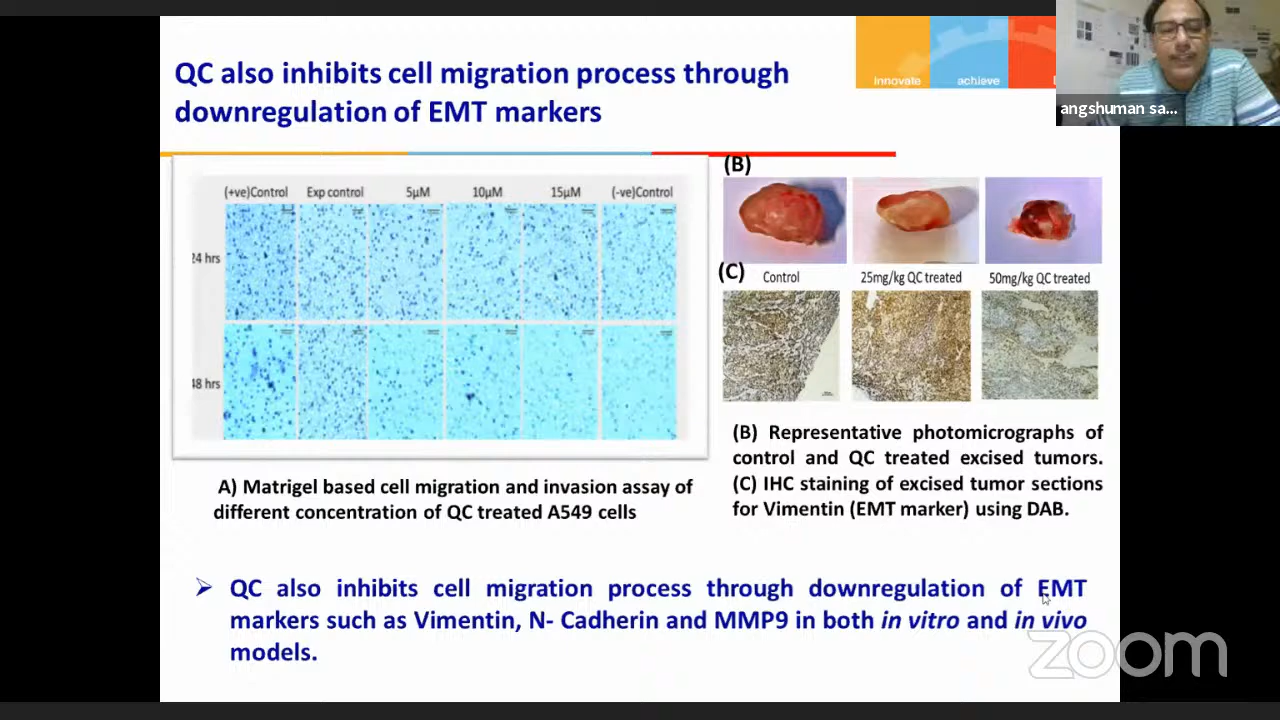 QC also inhibits cell migration process through
downregulation of EMT markers
Innovate
achieve
angshuman sa...
(+ve)Control Exp control 5µM 10µM 15µM (-ve)Control
24 hrs
48 hrs
A) Matrigel based cell migration and invasion assay of
different concentration of QC treated A549 cells
(B)
(C) Control 25mg/kg QC treated 50mg/kg QC treated
(B) Representative photomicrographs of
control and QC treated excised tumors.
(C) IHC staining of excised tumor sections
for Vimentin (EMT marker) using DAB.
➢ QC also inhibits cell migration process through downregulation of EMT
markers such as Vimentin, N- Cadherin and MMP9 in both in vitro and in vivo
models.
zoom